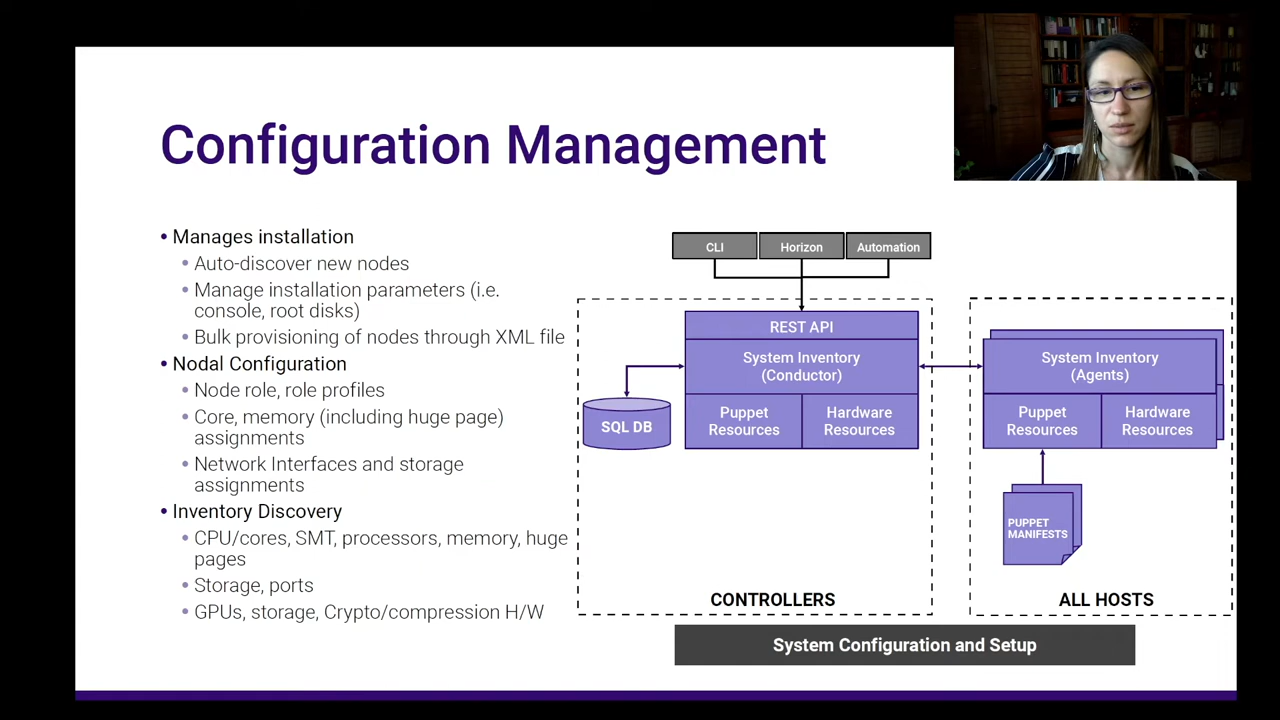 Configuration Management
• Manages installation
• Auto-discover new nodes
• Manage installation parameters (i.e.
console, root disks)
• Bulk provisioning of nodes through XML file
• Nodal Configuration
• Node role, role profiles
• Core, memory (including huge page)
assignments
• Network Interfaces and storage
assignments
• Inventory Discovery
• CPU/cores, SMT, processors, memory, huge
pages
• Storage, ports
• GPUs, storage, Crypto/compression H/W
CLI
Horizon
Automation
REST API
System Inventory
(Conductor)
Puppet
Resources
Hardware
Resources
SQL DB
CONTROLLERS
System Inventory
(Agents)
Puppet
Resources
Hardware
Resources
PUPPET
MANIFESTS
ALL HOSTS
System Configuration and Setup